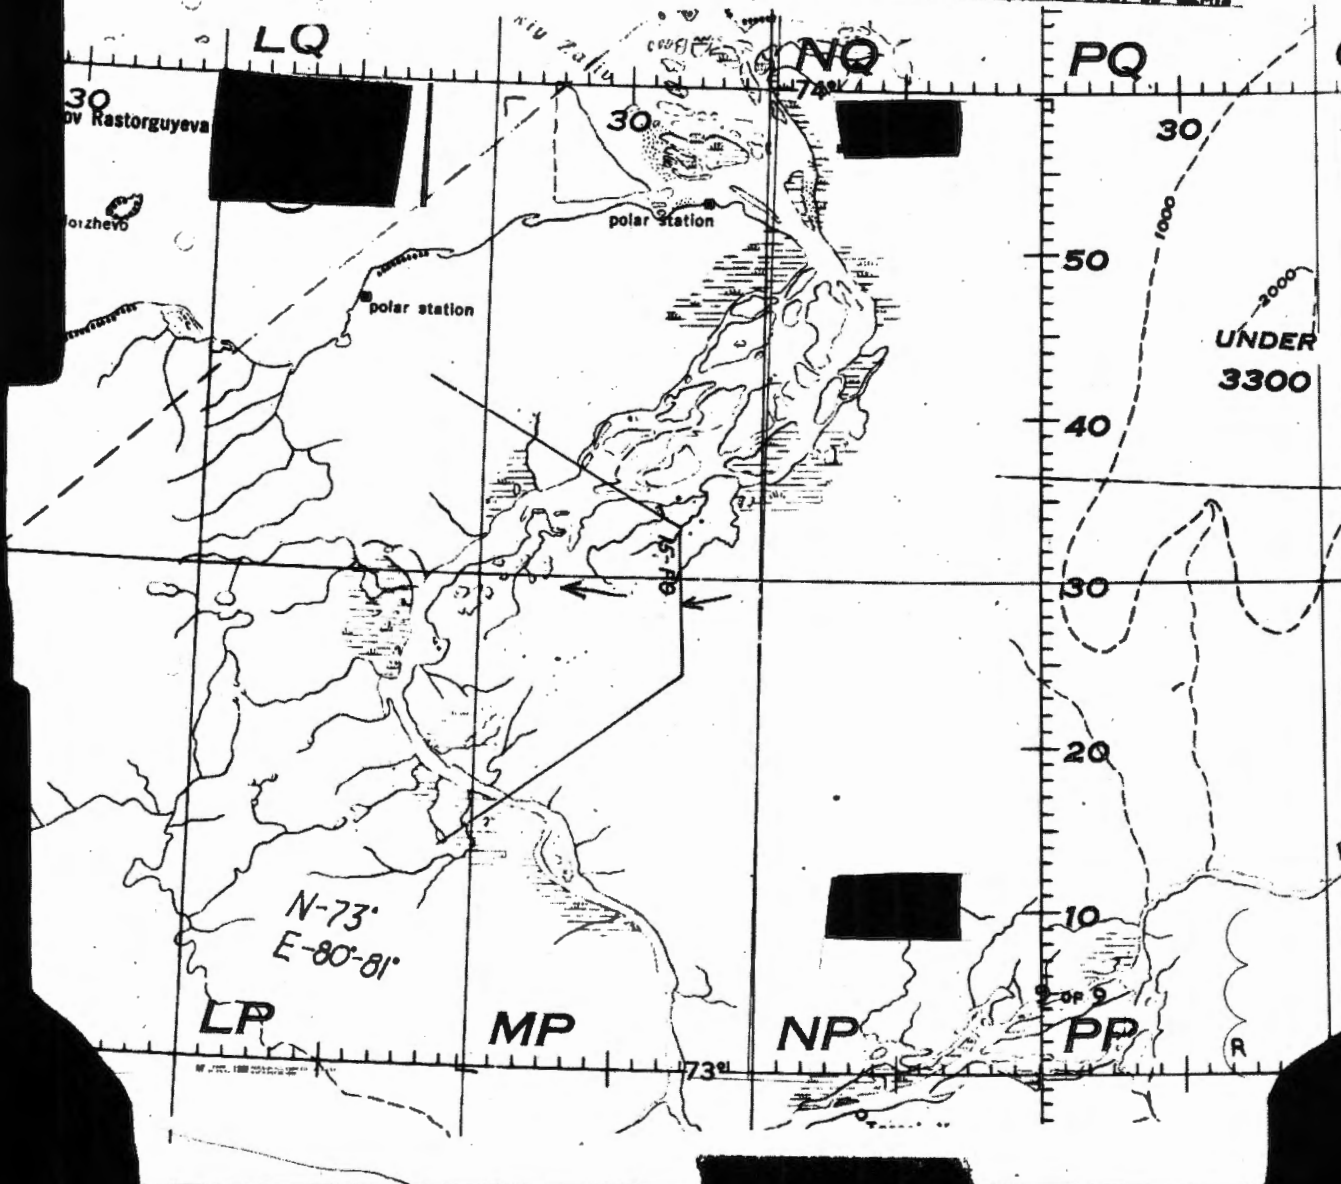 LQ
NQ
PQ
74°
30
ov Rastorguyeva
30
30
polar station
1000
50
2000
polar station
UNDER
3300
40
30
20
N-73°
E-80°-81°
10
9 OF 9
LP
MP
NP
PP
R
73°